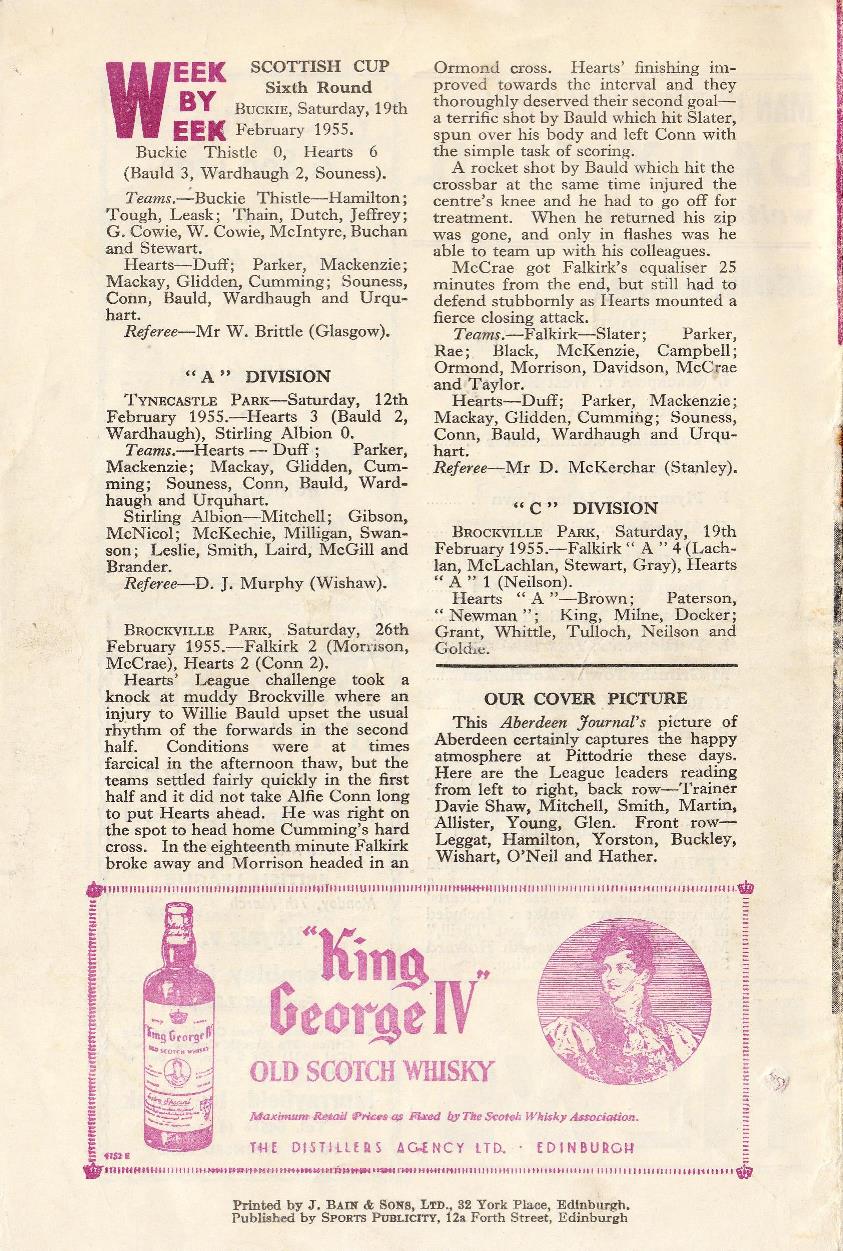 WEEK BY WEEK
SCOTTISH CUP
Sixth Round
BUCKIE, Saturday, 19th
February 1955.
Buckie Thistle 0, Hearts 6
(Bauld 3, Wardhaugh 2, Souness).
Teams.—Buckie Thistle—Hamilton;
Tough, Leask; Thain, Dutch, Jeffrey;
G. Cowie, W. Cowie, McIntyre, Buchan
and Stewart.
Hearts—Duff; Parker, Mackenzie;
Mackay, Glidden, Cumming; Souness,
Conn, Bauld, Wardhaugh and Urqu-
hart.
Referee—Mr W. Brittle (Glasgow).
“ A ” DIVISION
TYNECASTLE PARK—Saturday, 12th
February 1955.—Hearts 3 (Bauld 2,
Wardhaugh), Stirling Albion 0.
Teams.—Hearts — Duff ; Parker,
Mackenzie; Mackay, Glidden, Cum-
ming; Souness, Conn, Bauld, Ward-
haugh and Urquhart.
Stirling Albion—Mitchell; Gibson,
McNicol; McKechie, Milligan, Swan-
son; Leslie, Smith, Laird, McGill and
Brander.
Referee—D. J. Murphy (Wishaw).
BROCKVILLE PARK, Saturday, 26th
February 1955.—Falkirk 2 (Morrison,
McCrae), Hearts 2 (Conn 2).
Hearts’ League challenge took a
knock at muddy Brockville where an
injury to Willie Bauld upset the usual
rhythm of the forwards in the second
half. Conditions were at times
farcical in the afternoon thaw, but the
teams settled fairly quickly in the first
half and it did not take Alfie Conn long
to put Hearts ahead. He was right on
the spot to head home Cumming’s hard
cross. In the eighteenth minute Falkirk
broke away and Morrison headed in an
Ormond cross. Hearts’ finishing im-
proved towards the interval and they
thoroughly deserved their second goal—
a terrific shot by Bauld which hit Slater,
spun over his body and left Conn with
the simple task of scoring.
A rocket shot by Bauld which hit the
crossbar at the same time injured the
centre’s knee and he had to go off for
treatment. When he returned his zip
was gone, and only in flashes was he
able to team up with his colleagues.
McCrae got Falkirk’s equaliser 25
minutes from the end, but still had to
defend stubbornly as Hearts mounted a
fierce closing attack.
Teams.—Falkirk—Slater; Parker,
Rae; Black, McKenzie, Campbell;
Ormond, Morrison, Davidson, McCrae
and Taylor.
Hearts—Duff; Parker, Mackenzie;
Mackay, Glidden, Cumming; Souness,
Conn, Bauld, Wardhaugh and Urqu-
hart.
Referee—Mr D. McKerchar (Stanley).
“ C ” DIVISION
BROCKVILLE PARK, Saturday, 19th
February 1955.—Falkirk “ A ” 4 (Lach-
lan, McLachlan, Stewart, Gray), Hearts
“ A ” 1 (Neilson).
Hearts “ A ”—Brown; Paterson,
“ Newman ”; King, Milne, Docker;
Grant, Whittle, Tulloch, Neilson and
Goldie.
OUR COVER PICTURE
This Aberdeen Journal’s picture of
Aberdeen certainly captures the happy
atmosphere at Pittodrie these days.
Here are the League leaders reading
from left to right, back row—Trainer
Davie Shaw, Mitchell, Smith, Martin,
Allister, Young, Glen. Front row—
Leggat, Hamilton, Yorston, Buckley,
Wishart, O’Neil and Hather.
“King
George IV”
OLD SCOTCH WHISKY
Maximum Retail Prices as Fixed by The Scotch Whisky Association.
THE DISTILLERS AGENCY LTD. · EDINBURGH
King George IV
OLD SCOTCH WHISKY
Printed by J. BAIN & SONS, LTD., 32 York Place, Edinburgh.
Published by SPORTS PUBLICITY, 12a Forth Street, Edinburgh